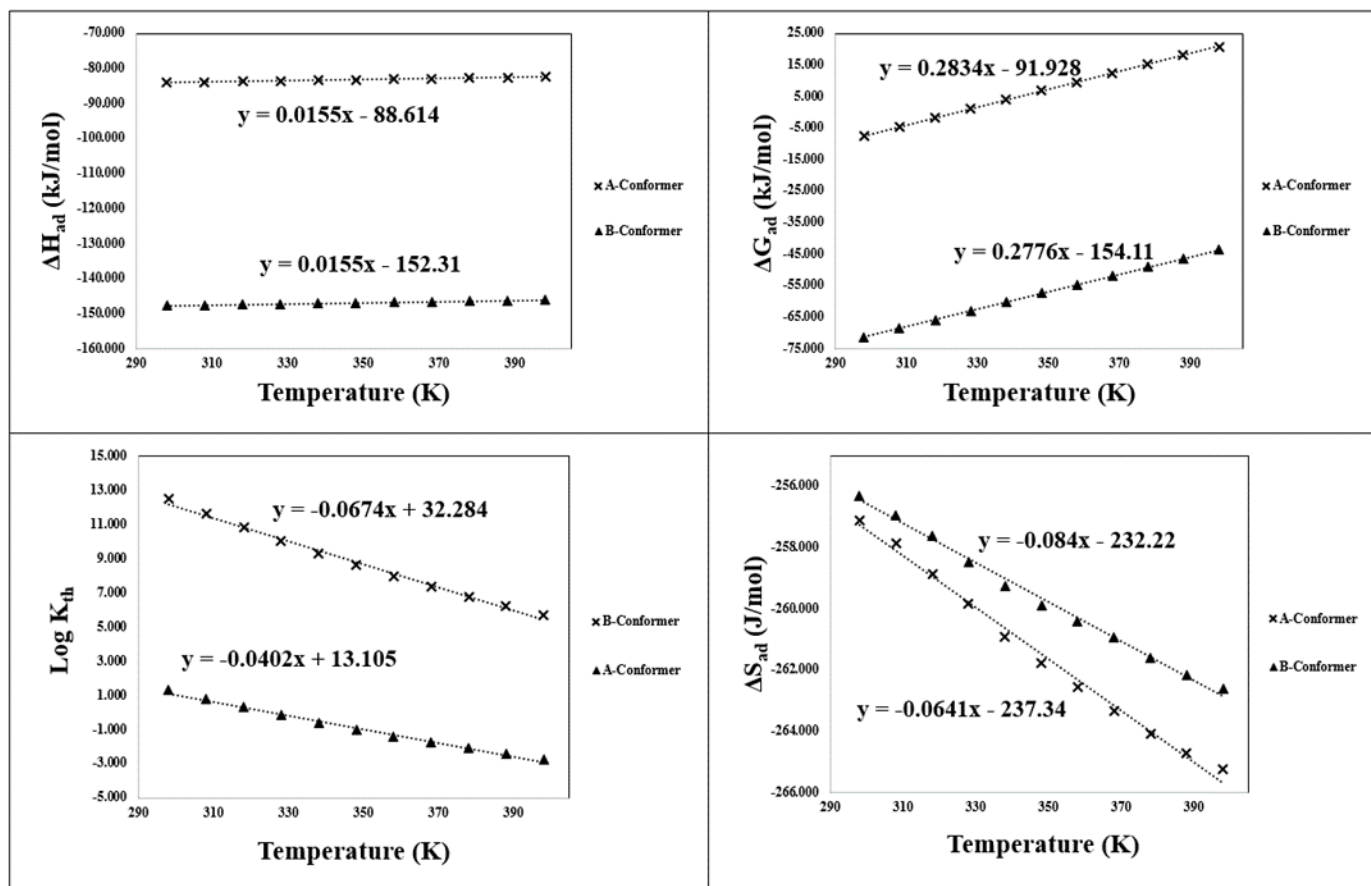 -70.000
-80.000
-90.000
-100.000
-110.000
-120.000
-130.000
-140.000
-150.000
-160.000
ΔHad (kJ/mol)
y = 0.0155x - 88.614
y = 0.0155x - 152.31
290 310 330 350 370 390
Temperature (K)
A-Conformer
B-Conformer
25.000
15.000
5.000
-5.000
-15.000
-25.000
-35.000
-45.000
-55.000
-65.000
-75.000
ΔGad (kJ/mol)
y = 0.2834x - 91.928
y = 0.2776x - 154.11
290 310 330 350 370 390
Temperature (K)
A-Conformer
B-Conformer
15.000
13.000
11.000
9.000
7.000
5.000
3.000
1.000
-1.000
-3.000
-5.000
Log Kth
y = -0.0674x + 32.284
y = -0.0402x + 13.105
290 310 330 350 370 390
Temperature (K)
B-Conformer
A-Conformer
-256.000
-258.000
-260.000
-262.000
-264.000
-266.000
ΔSad (J/mol)
y = -0.084x - 232.22
y = -0.0641x - 237.34
290 310 330 350 370 390
Temperature (K)
A-Conformer
B-Conformer